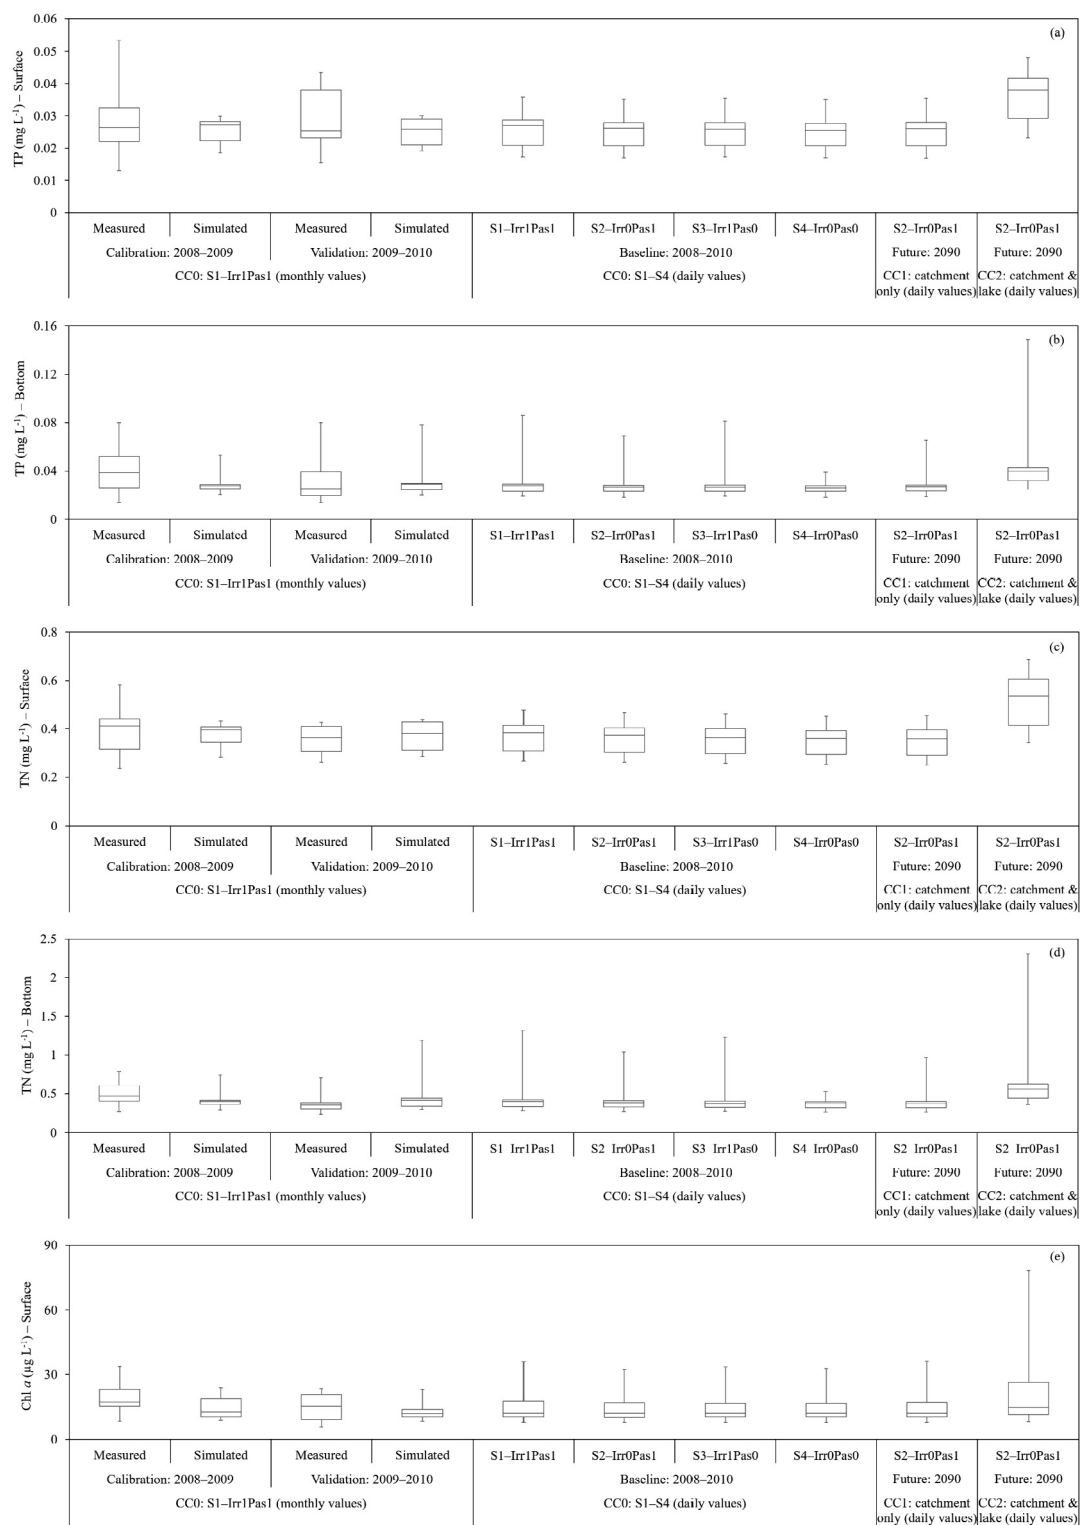 (a)
TP (mg L-1) – Surface
0.06
0.05
0.04
0.03
0.02
0.01
0
Measured Simulated Measured Simulated S1–Irr1Pas1 S2–Irr0Pas1 S3–Irr1Pas0 S4–Irr0Pas0 S2–Irr0Pas1 S2–Irr0Pas1
Calibration: 2008–2009 Validation: 2009–2010 Baseline: 2008–2010 Future: 2090 Future: 2090
CC0: S1–Irr1Pas1 (monthly values) CC0: S1–S4 (daily values) CC1: catchment CC2: catchment &
only (daily values) lake (daily values)
(b)
TP (mg L-1) – Bottom
0.16
0.12
0.08
0.04
0
Measured Simulated Measured Simulated S1–Irr1Pas1 S2–Irr0Pas1 S3–Irr1Pas0 S4–Irr0Pas0 S2–Irr0Pas1 S2–Irr0Pas1
Calibration: 2008–2009 Validation: 2009–2010 Baseline: 2008–2010 Future: 2090 Future: 2090
CC0: S1–Irr1Pas1 (monthly values) CC0: S1–S4 (daily values) CC1: catchment CC2: catchment &
only (daily values) lake (daily values)
(c)
TN (mg L-1) – Surface
0.8
0.6
0.4
0.2
0
Measured Simulated Measured Simulated S1–Irr1Pas1 S2–Irr0Pas1 S3–Irr1Pas0 S4–Irr0Pas0 S2–Irr0Pas1 S2–Irr0Pas1
Calibration: 2008–2009 Validation: 2009–2010 Baseline: 2008–2010 Future: 2090 Future: 2090
CC0: S1–Irr1Pas1 (monthly values) CC0: S1–S4 (daily values) CC1: catchment CC2: catchment &
only (daily values) lake (daily values)
(d)
TN (mg L-1) – Bottom
2.5
2
1.5
1
0.5
0
Measured Simulated Measured Simulated S1 Irr1Pas1 S2 Irr0Pas1 S3 Irr1Pas0 S4 Irr0Pas0 S2 Irr0Pas1 S2 Irr0Pas1
Calibration: 2008–2009 Validation: 2009–2010 Baseline: 2008–2010 Future: 2090 Future: 2090
CC0: S1–Irr1Pas1 (monthly values) CC0: S1–S4 (daily values) CC1: catchment CC2: catchment &
only (daily values) lake (daily values)
(e)
Chl a (µg L-1) – Surface
90
60
30
0
Measured Simulated Measured Simulated S1–Irr1Pas1 S2–Irr0Pas1 S3–Irr1Pas0 S4–Irr0Pas0 S2–Irr0Pas1 S2–Irr0Pas1
Calibration: 2008–2009 Validation: 2009–2010 Baseline: 2008–2010 Future: 2090 Future: 2090
CC0: S1–Irr1Pas1 (monthly values) CC0: S1–S4 (daily values) CC1: catchment CC2: catchment &
only (daily values) lake (daily values)